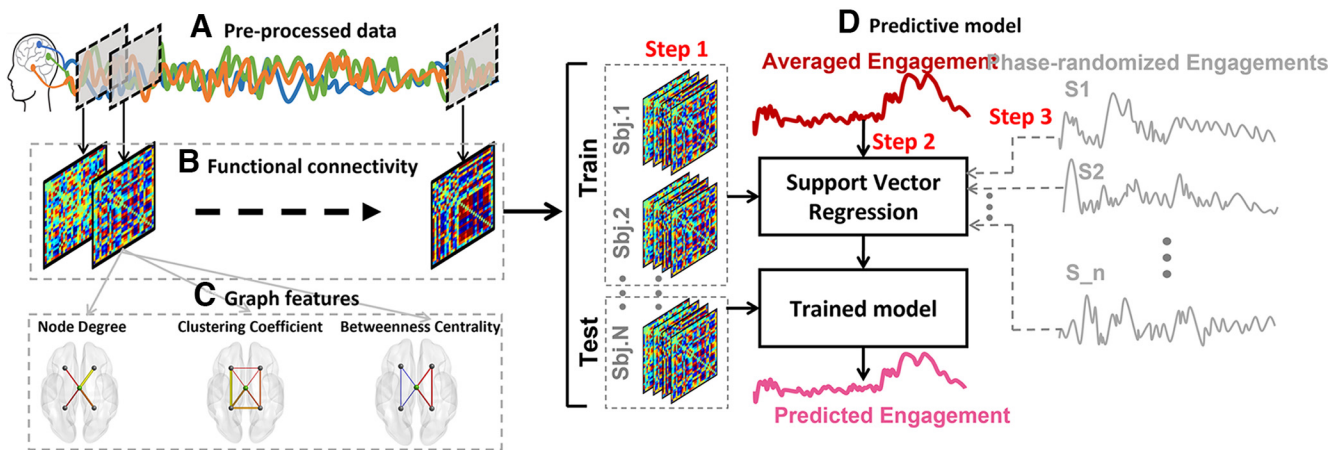 A Pre-processed data
B Functional connectivity
C Graph features
Node Degree
Clustering Coefficient
Betweenness Centrality
Train
Test
Step 1
Sbj.1
Sbj.2
Sbj.N
D Predictive model
Averaged Engagement
Step 2
Support Vector
Regression
Trained model
Predicted Engagement
Phase-randomized Engagements
Step 3
S1
S2
S_n